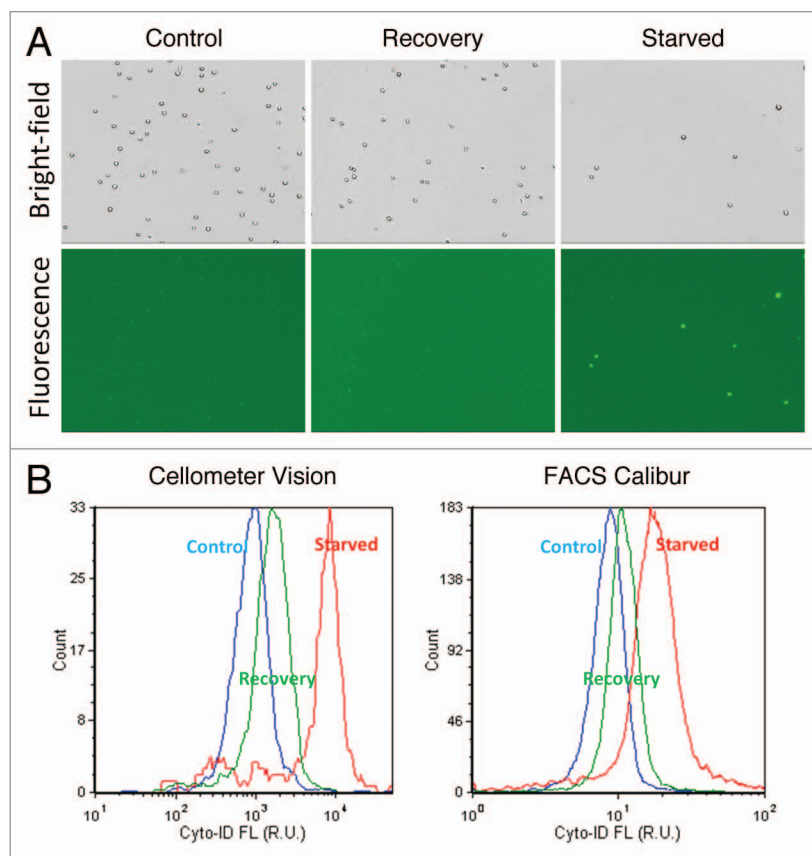 A
Control Recovery Starved
Bright-field
Fluorescence
B
Cellometer Vision
33
25
17
8
0
Count
Control
Starved
Recovery
10¹ 10² 10³ 10⁴
Cyto-ID FL (R.U.)
FACS Calibur
183
138
92
46
0
Count
Control
Starved
Recovery
10⁰ 10¹ 10²
Cyto-ID FL (R.U.)